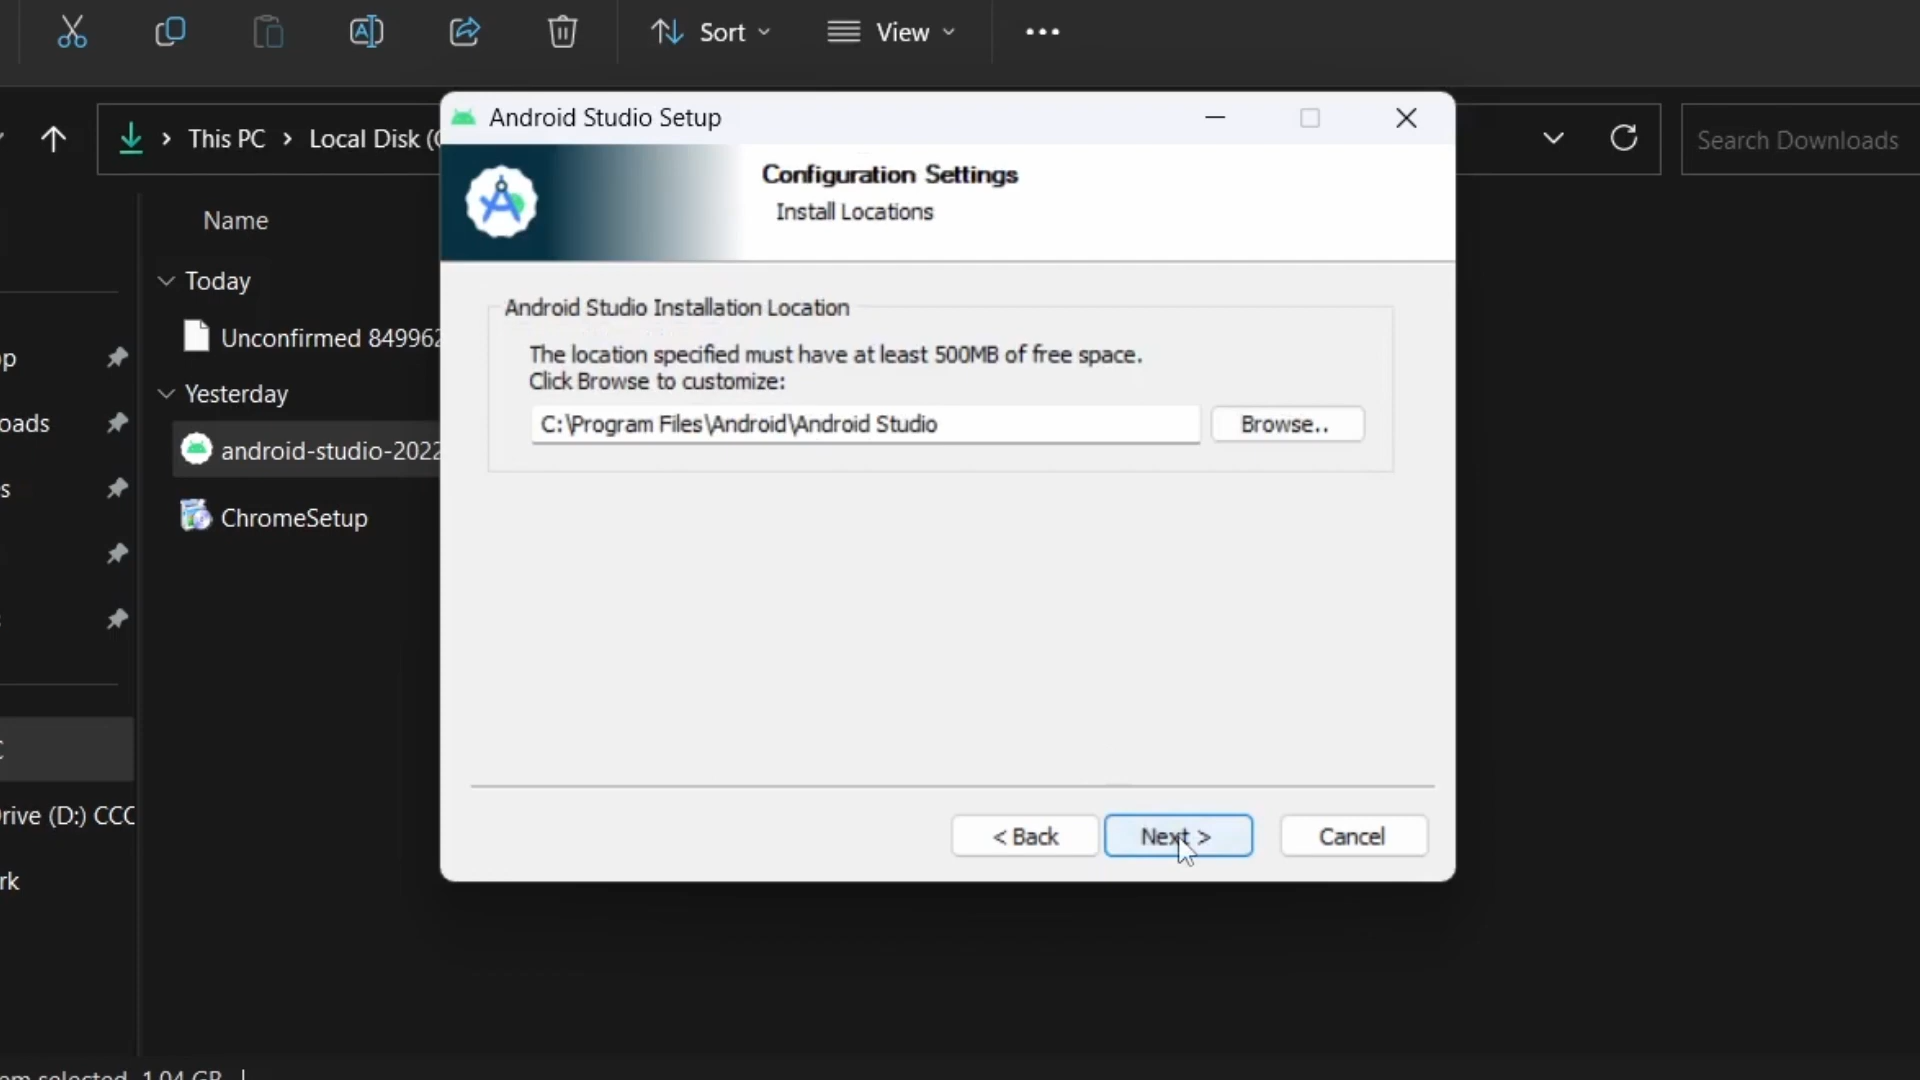 Sort
View
This PC
Local Disk
Search Downloads
Android Studio Setup
Configuration Settings
Install Locations
Name
Today
Unconfirmed 849962
Yesterday
android-studio-2022
ChromeSetup
oads
rive (D:) CCC
rk
Android Studio Installation Location
The location specified must have at least 500MB of free space.
Click Browse to customize:
C:\Program Files\Android\Android Studio
Browse..
< Back
Next >
Cancel
selected 1.04 GB